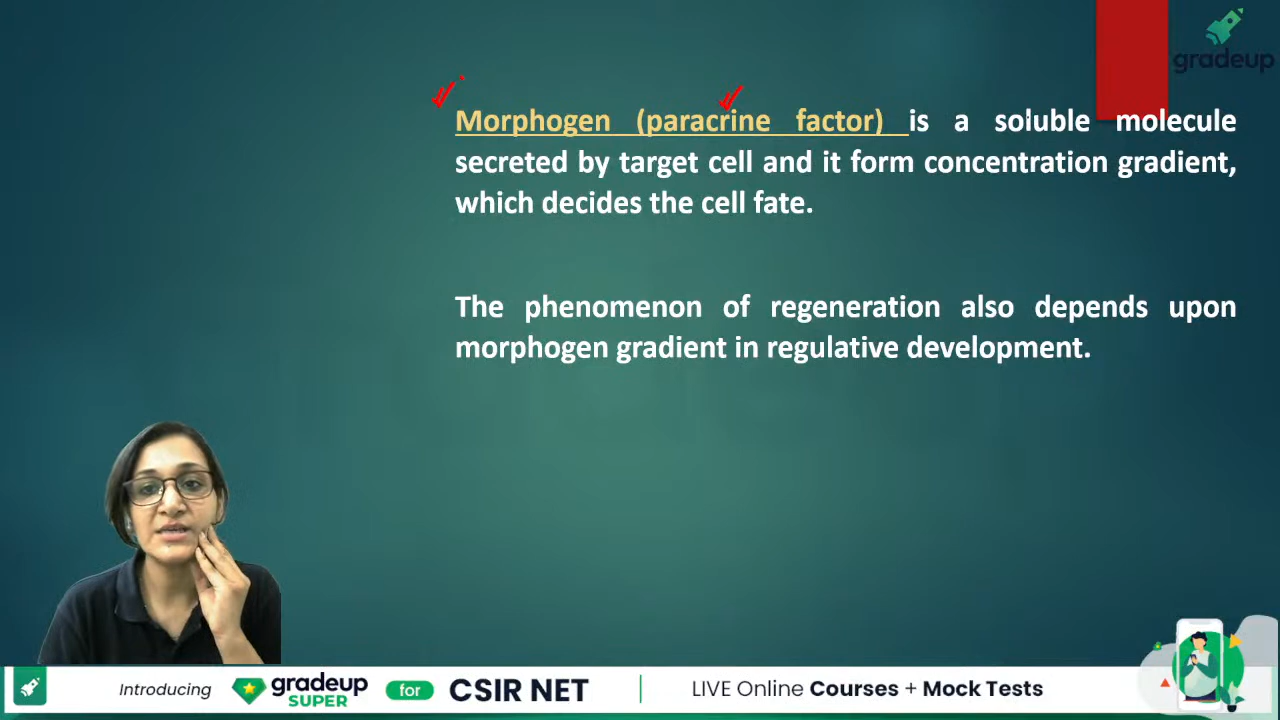 gradeup
Morphogen (paracrine factor) is a soluble molecule
secreted by target cell and it form concentration gradient,
which decides the cell fate.
The phenomenon of regeneration also depends upon
morphogen gradient in regulative development.
Introducing gradeup SUPER for CSIR NET LIVE Online Courses + Mock Tests